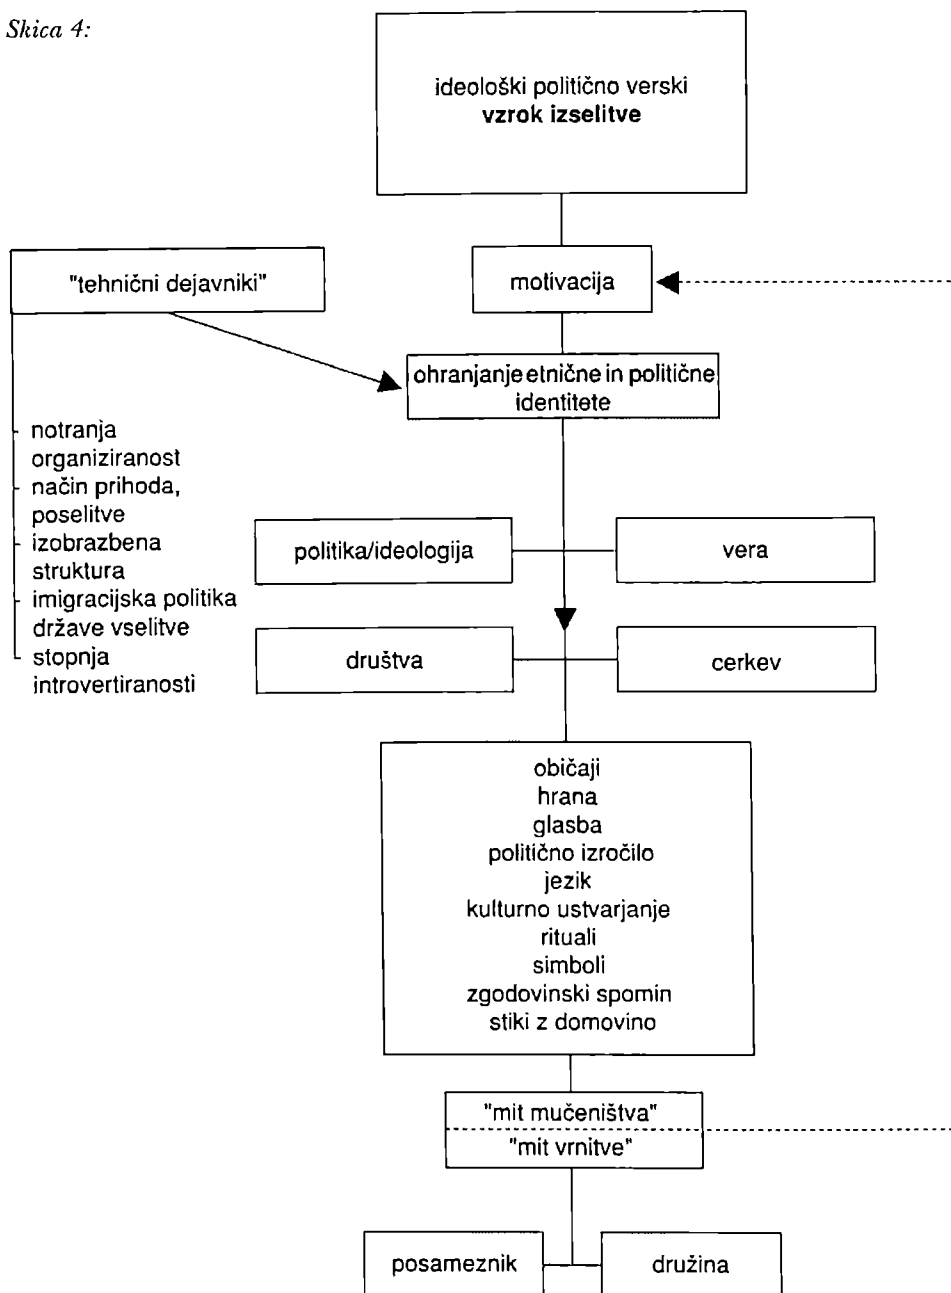 Skica 4:
ideološki politično verski
vzrok izselitve
"tehnični dejavniki"
motivacija
ohranjanje etnične in politične
identitete
notranja
organiziranost
način prihoda,
poselitve
izobrazbena
struktura
imigracijska politika
države vselitve
stopnja
introvertiranosti
politika/ideologija
vera
društva
cerkev
običaji
hrana
glasba
politično izročilo
jezik
kulturno ustvarjanje
rituali
simboli
zgodovinski spomin
stiki z domovino
"mit mučeništva"
"mit vrnitve"
posameznik
družina